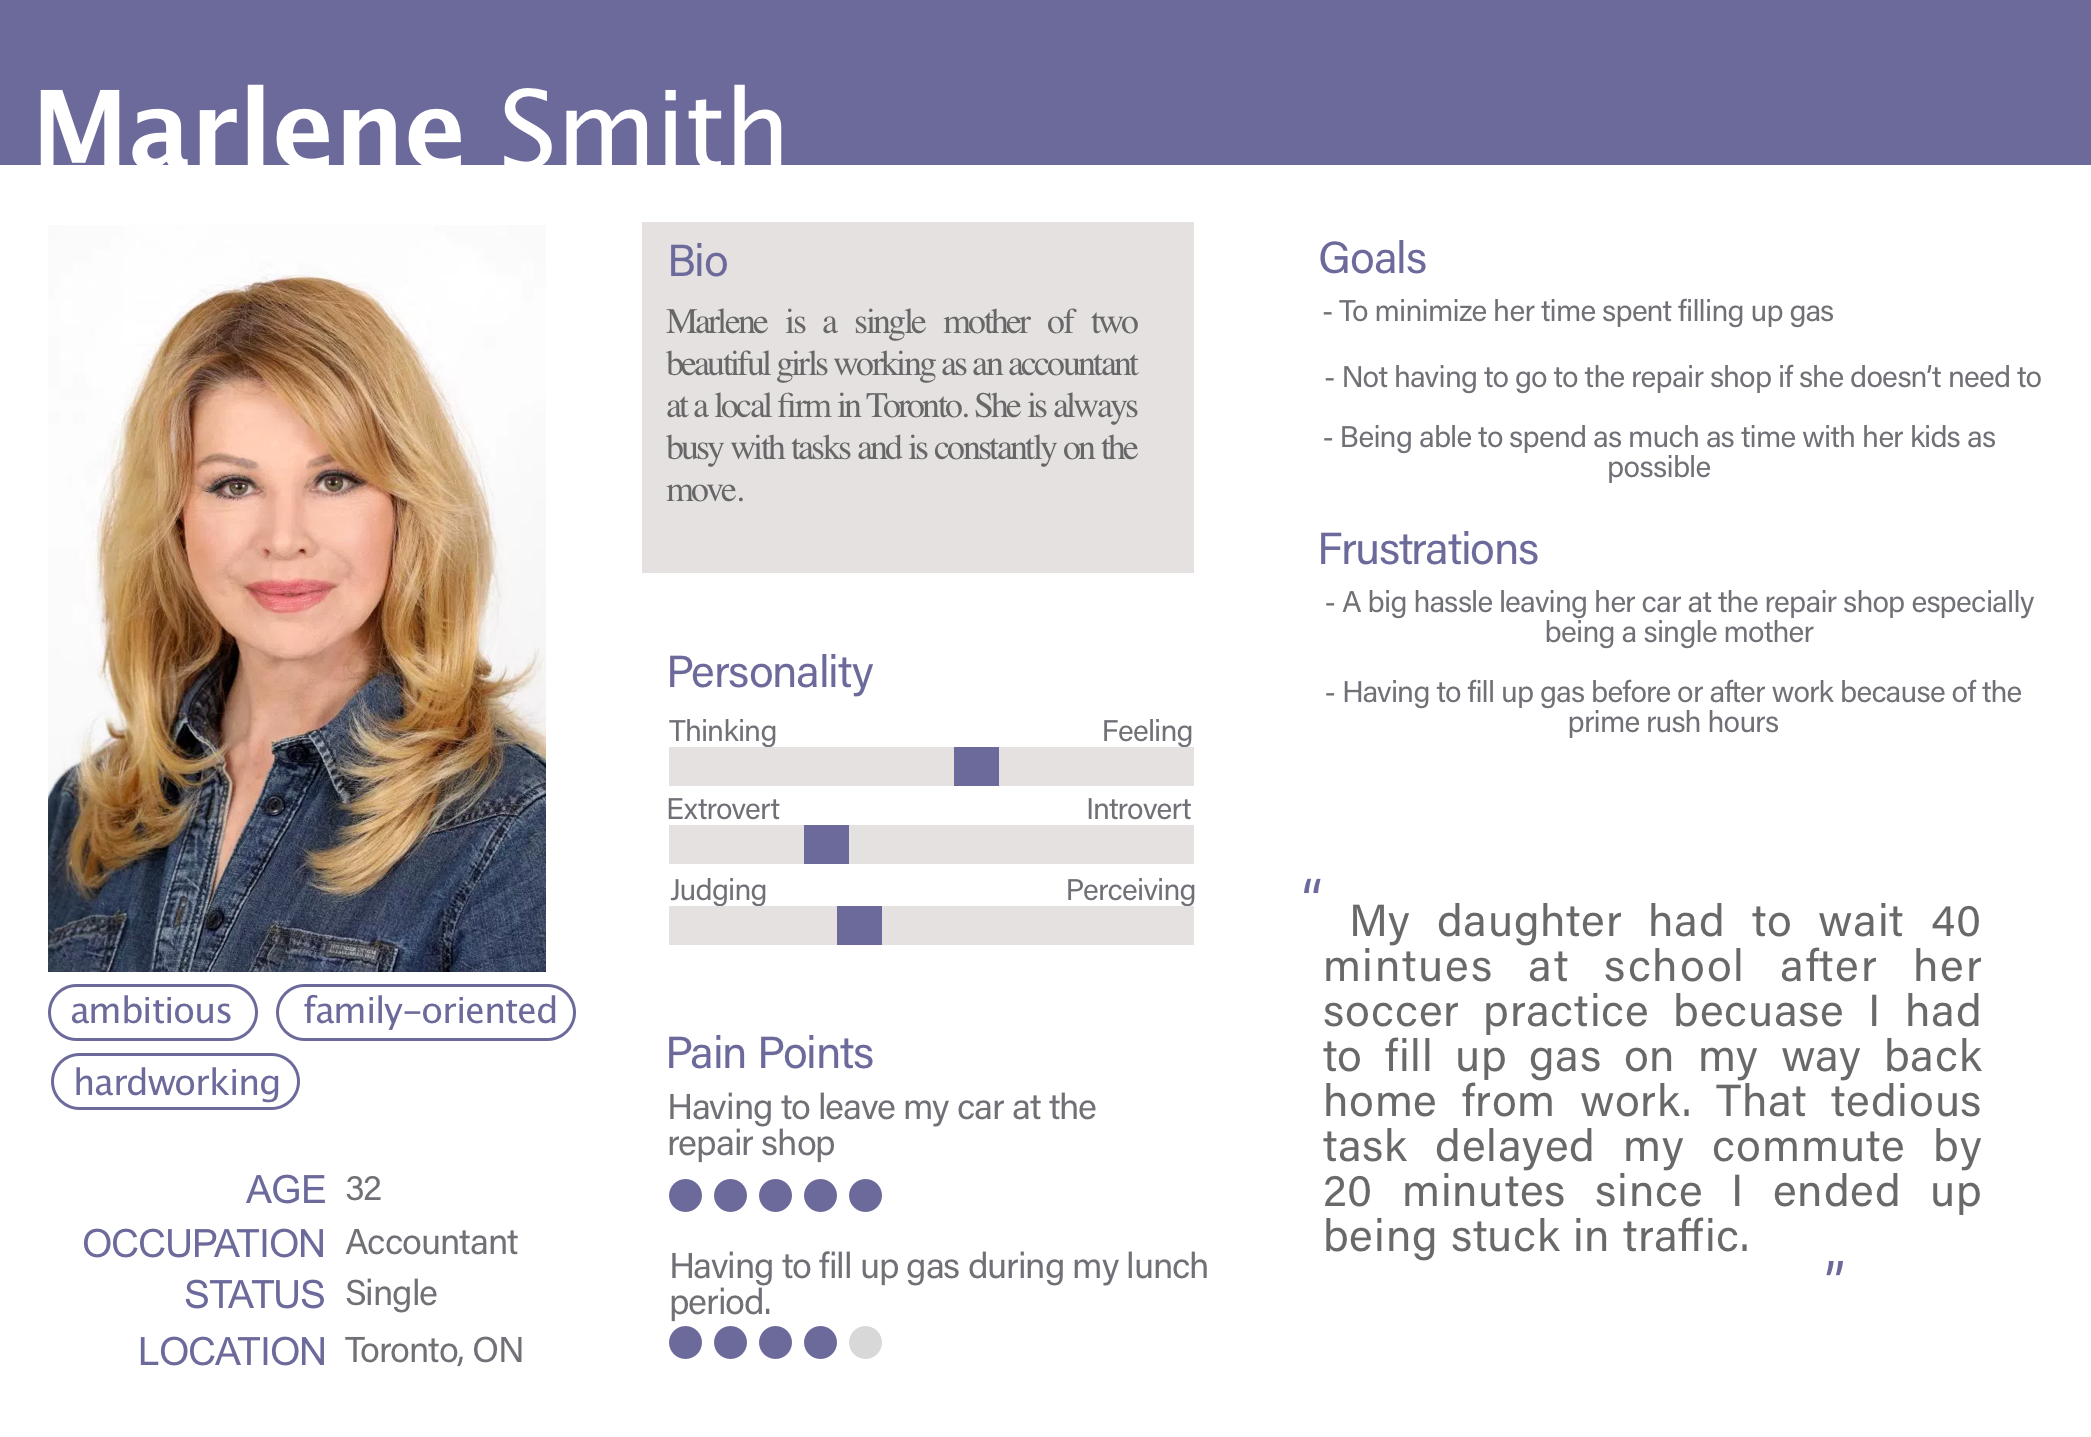 Marlene Smith
ambitious
family-oriented
hardworking
AGE 32
OCCUPATION Accountant
STATUS Single
LOCATION Toronto, ON
Bio
Marlene is a single mother of two
beautiful girls working as an accountant
at a local firm in Toronto. She is always
busy with tasks and is constantly on the
move.
Personality
Thinking Feeling
Extrovert Introvert
Judging Perceiving
Pain Points
Having to leave my car at the
repair shop
Having to fill up gas during my lunch
period.
Goals
- To minimize her time spent filling up gas
- Not having to go to the repair shop if she doesn't need to
- Being able to spend as much as time with her kids as
possible
Frustrations
- A big hassle leaving her car at the repair shop especially
being a single mother
- Having to fill up gas before or after work because of the
prime rush hours
“ My daughter had to wait 40
mintues at school after her
soccer practice becuase I had
to fill up gas on my way back
home from work. That tedious
task delayed my commute by
20 minutes since I ended up
being stuck in traffic.
”